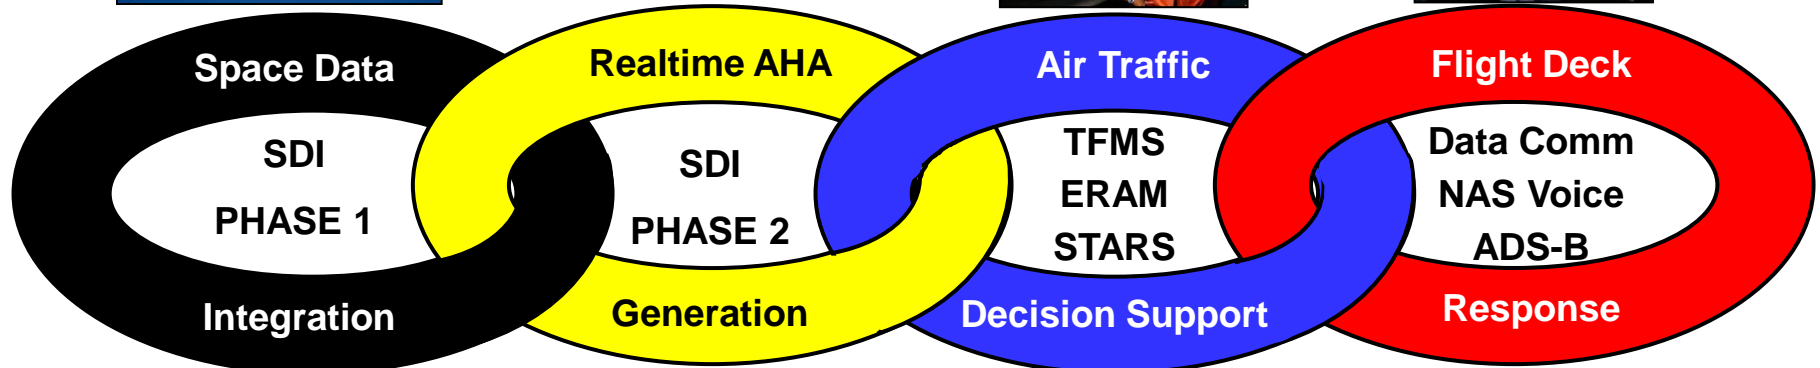 Space Data
SDI
PHASE 1
Integration
Realtime AHA
SDI
PHASE 2
Generation
Air Traffic
TFMS
ERAM
STARS
Decision Support
Flight Deck
Data Comm
NAS Voice
ADS-B
Response